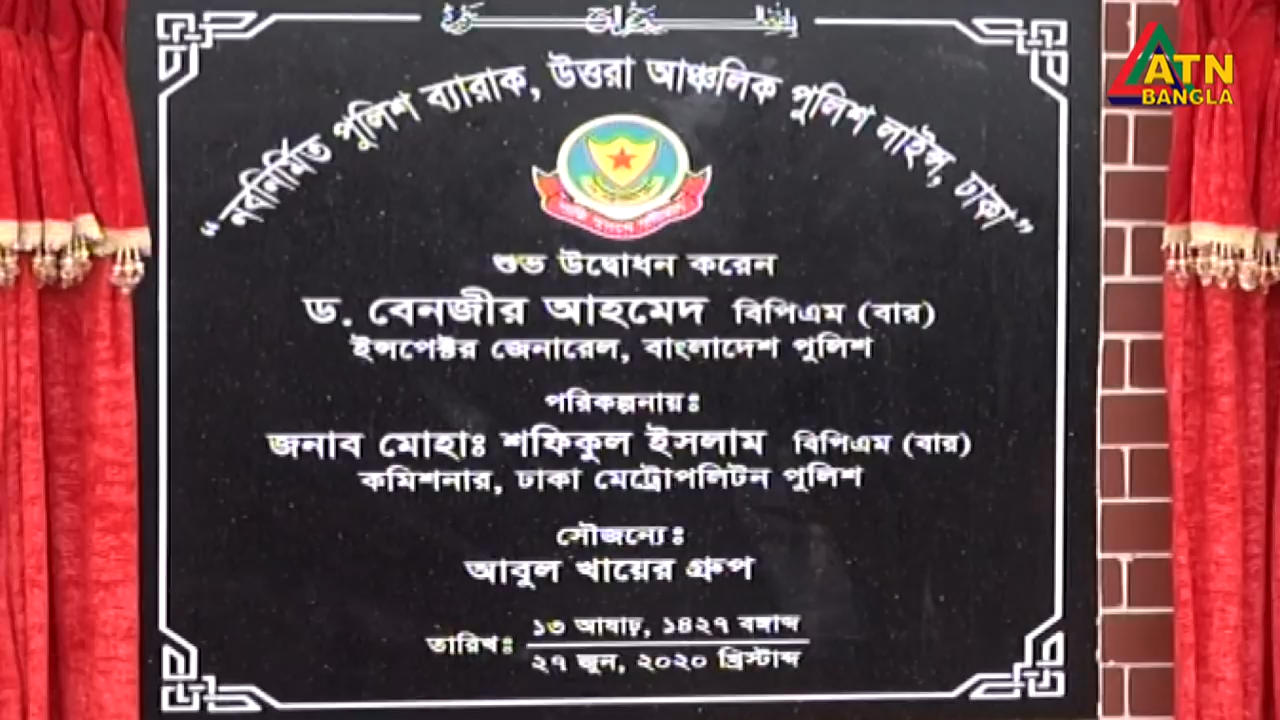 ATN
BANGLA
“নবনির্মিত পুলিশ ব্যারাক, উত্তরা আঞ্চলিক পুলিশ লাইন্স, ঢাকা”
শুভ উদ্বোধন করেন
ড. বেনজীর আহমেদ বিপিএম (বার)
ইন্সপেক্টর জেনারেল, বাংলাদেশ পুলিশ
পরিকল্পনায়ঃ
জনাব মোহাঃ শফিকুল ইসলাম বিপিএম (বার)
কমিশনার, ঢাকা মেট্রোপলিটন পুলিশ
সৌজন্যেঃ
আবুল খায়ের গ্রুপ
তারিখঃ ১৩ আষাঢ়, ১৪২৭ বঙ্গাব্দ
২৭ জুন, ২০২০ খ্রিস্টাব্দ